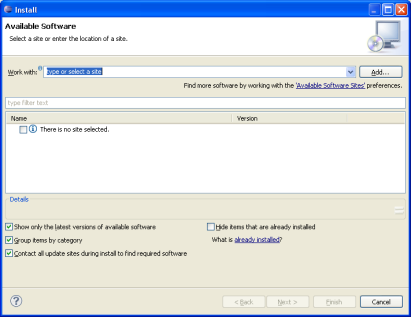 Install
Available Software
Select a site or enter the location of a site.
Work with: type or select a site Add...
Find more software by working with the 'Available Software Sites' preferences.
type filter text
Name Version
There is no site selected.
Details
Show only the latest versions of available software Hide items that are already installed
Group items by category What is already installed?
Contact all update sites during install to find required software
? < Back Next > Finish Cancel